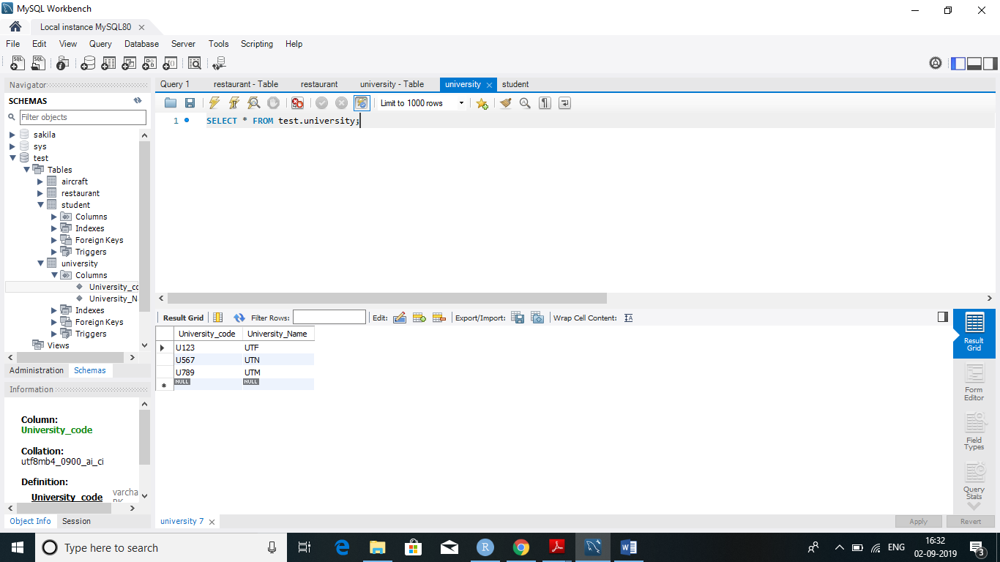 MySQL Workbench
Local instance MySQL80
File Edit View Query Database Server Tools Scripting Help
Navigator
SCHEMAS
Filter objects
sakila
sys
test
Tables
aircraft
restaurant
student
Columns
Indexes
Foreign Keys
Triggers
university
Columns
University_co
University_N
Indexes
Foreign Keys
Triggers
Views
Administration Schemas
Information
Column:
University_code
Collation:
utf8mb4_0900_ai_ci
Definition:
University_code varcha
PK
Object Info Session
Query 1 restaurant - Table restaurant university - Table university student
Limit to 1000 rows
1 SELECT * FROM test.university;
Result Grid Filter Rows: Edit: Export/Import: Wrap Cell Content:
University_code University_Name
U123 UTF
U567 UTN
U789 UTM
NULL NULL
Result
Grid
Form
Editor
Field
Types
Query
Stats
university 7
Apply Revert
Type here to search
ENG
16:32
02-09-2019
3